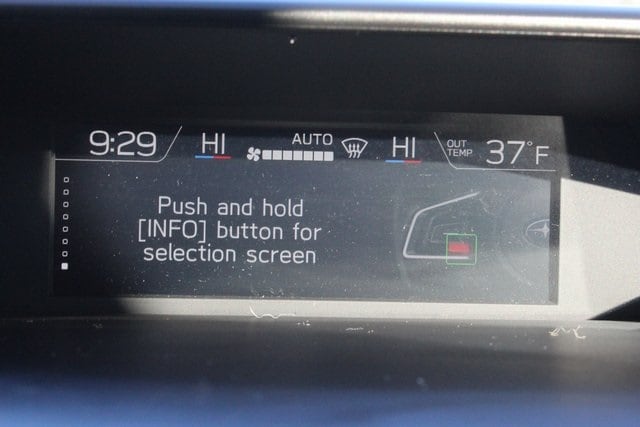 9:29 HI AUTO HI OUT TEMP 37°F
Push and hold
[INFO] button for
selection screen